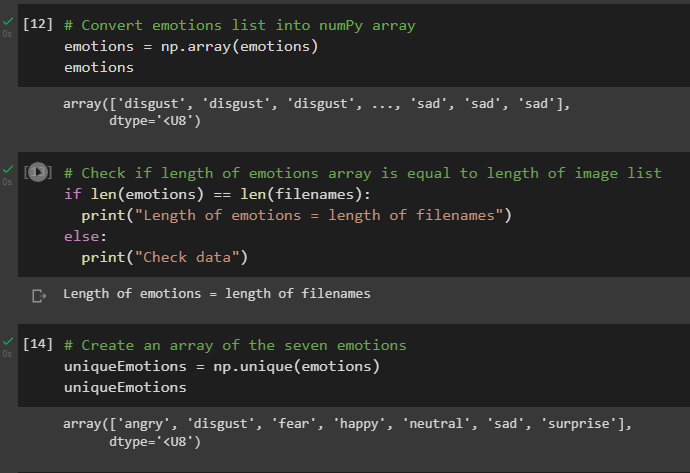 [12] # Convert emotions list into numPy array
emotions = np.array(emotions)
emotions
0s
array(['disgust', 'disgust', 'disgust', ..., 'sad', 'sad', 'sad'],
      dtype='<U8')
# Check if length of emotions array is equal to length of image list
0s
if len(emotions) == len(filenames):
  print("Length of emotions = length of filenames")
else:
  print("Check data")
Length of emotions = length of filenames
[14] # Create an array of the seven emotions
0s
uniqueEmotions = np.unique(emotions)
uniqueEmotions
array(['angry', 'disgust', 'fear', 'happy', 'neutral', 'sad', 'surprise'],
      dtype='<U8')